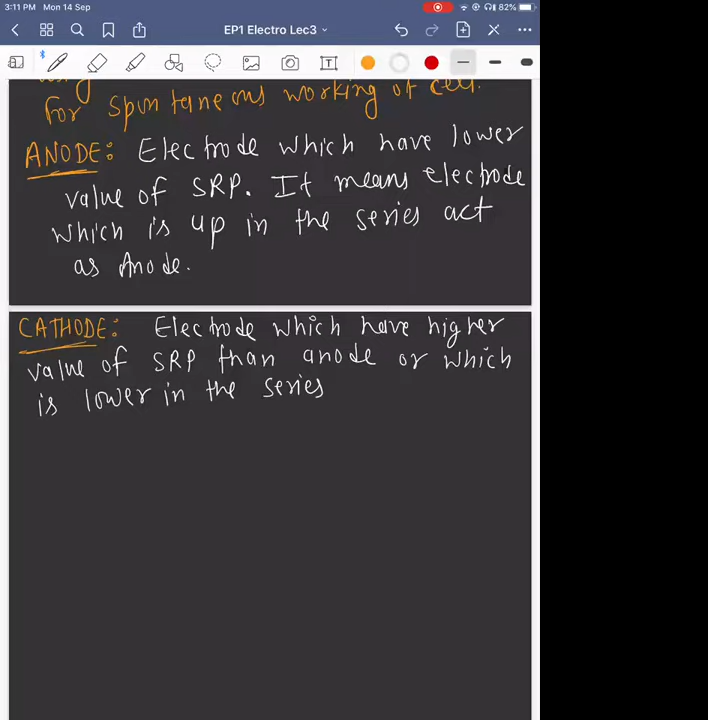 3:11 PM Mon 14 Sep
82%
EP1 Electro Lec3
T
For spontaneous working of cell.
ANODE: Electrode which have lower
value of SRP. It means electrode
which is up in the series act
as Anode.
CATHODE: Electrode which have higher
value of SRP than anode or which
is lower in the series